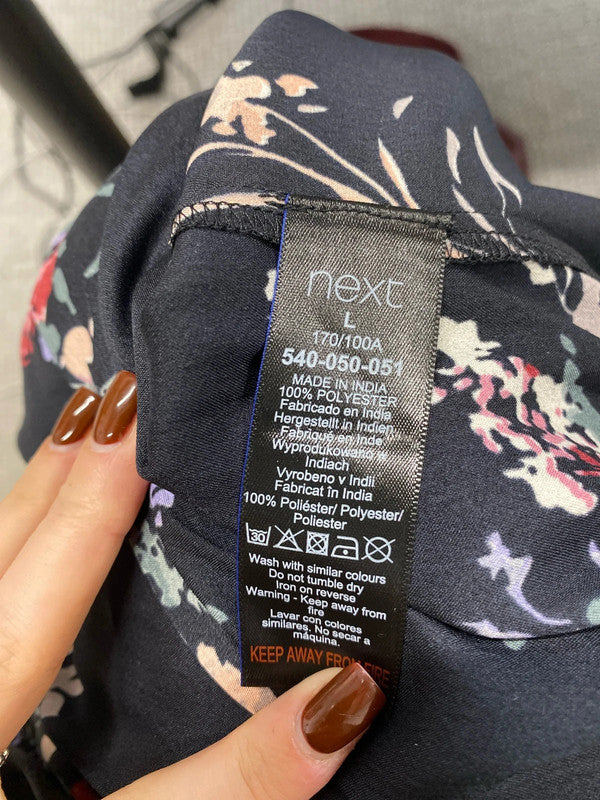 next
L
170/100A
540-050-051
MADE IN INDIA
100% POLYESTER
Fabricado en India
Hergestellt in Indien
Fabriqué en Inde
Wyprodukowano w
Indiach
Vyrobeno v Indii
Fabricat în India
100% Poliéster/ Polyester/
Poliester
30
Wash with similar colours
Do not tumble dry
Iron on reverse
Warning - Keep away from
fire
Lavar con colores
similares. No secar a
máquina.
KEEP AWAY FROM FIRE